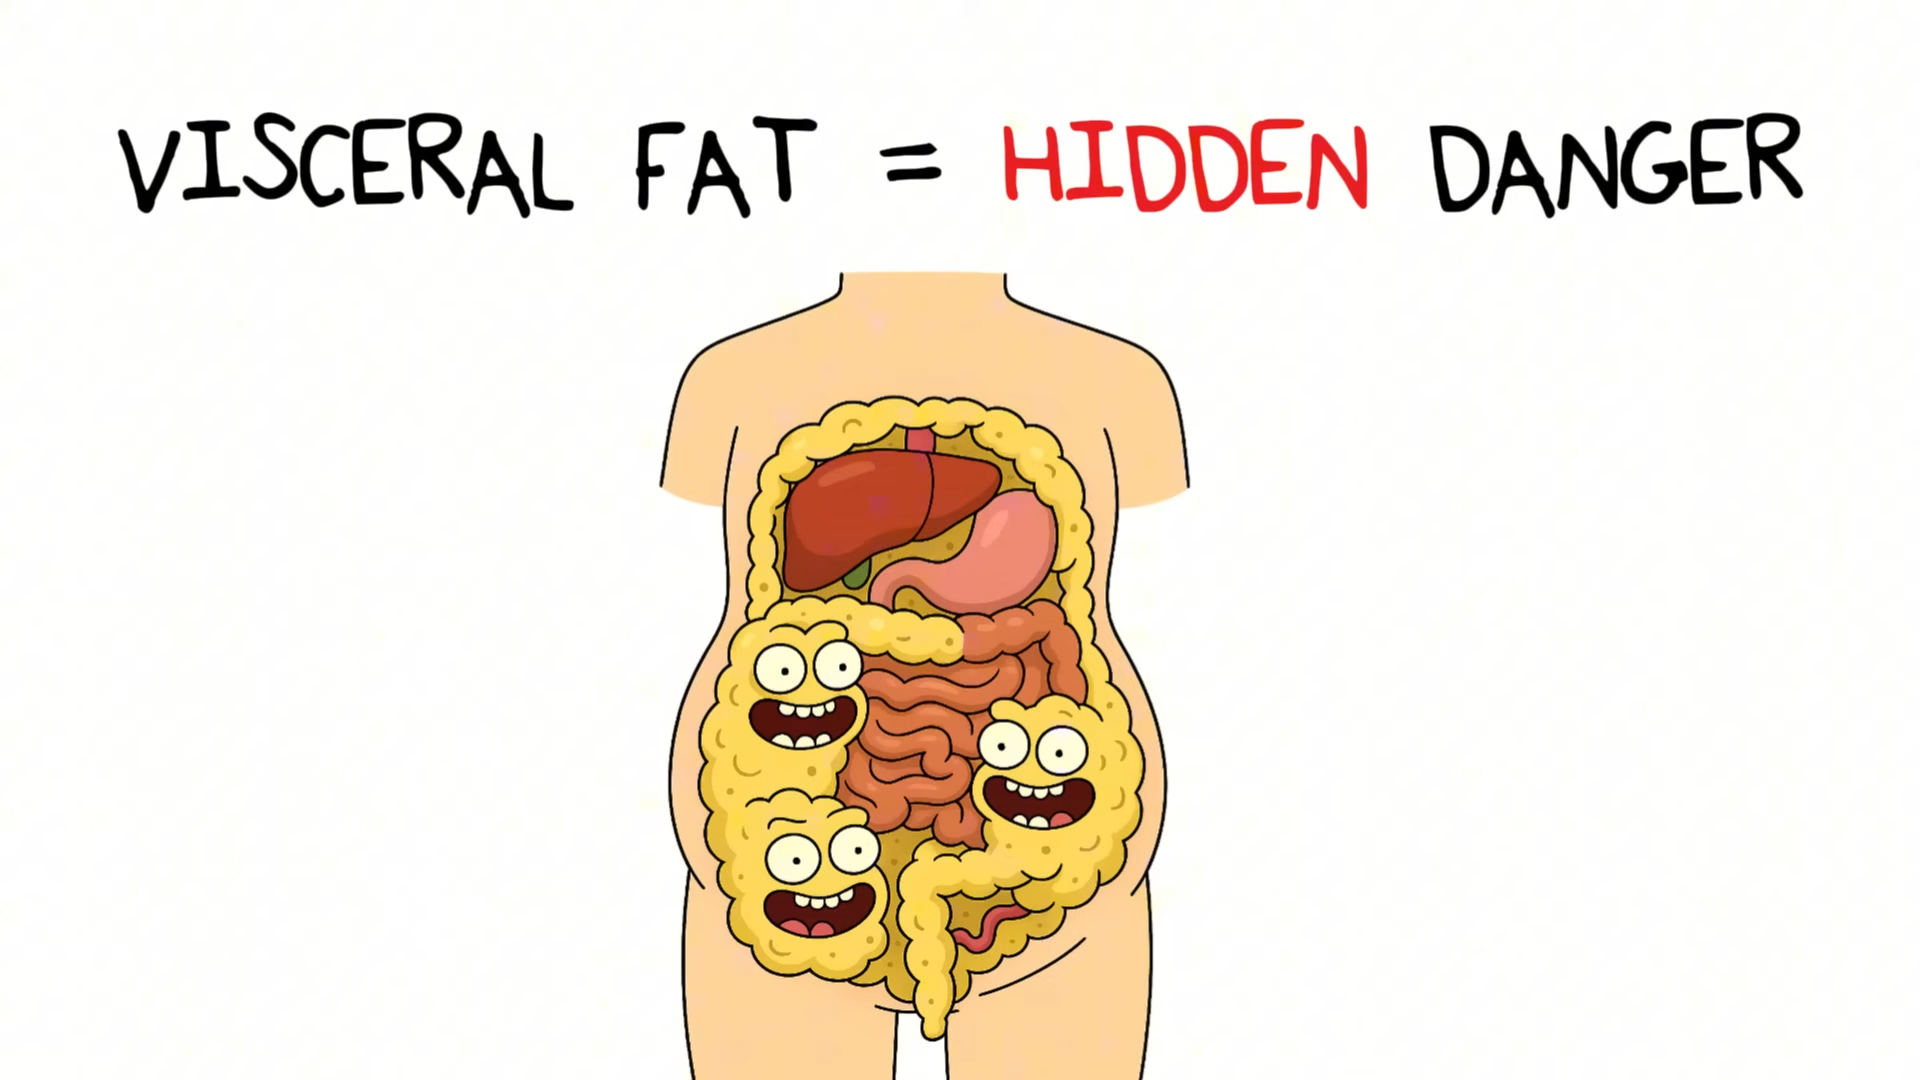 VISCERAL FAT = HIDDEN DANGER